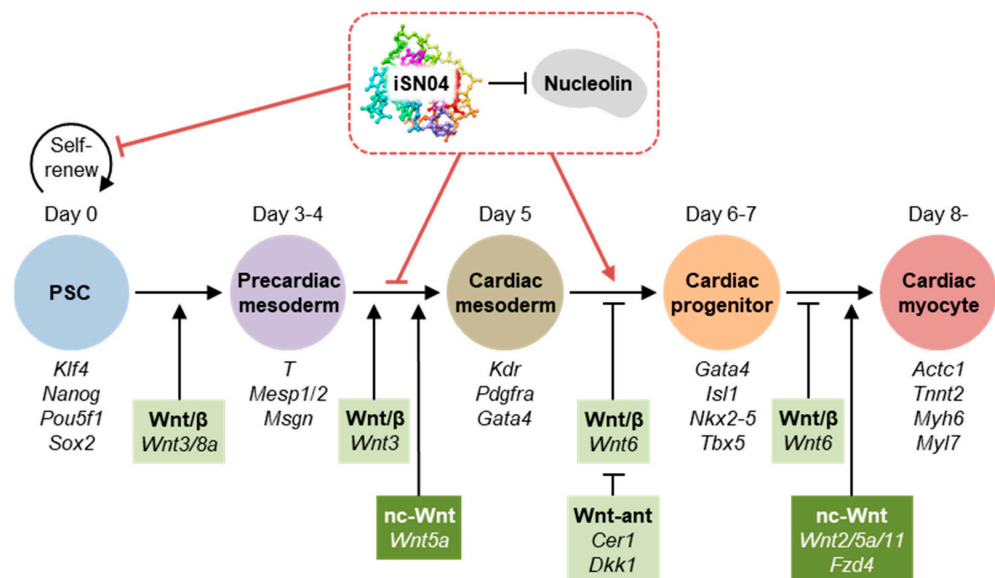 iSN04
Nucleolin
Self-
renew
Day 0
Day 3-4
Day 5
Day 6-7
Day 8-
PSC
Precardiac
mesoderm
Cardiac
mesoderm
Cardiac
progenitor
Cardiac
myocyte
Klf4
Nanog
Pou5f1
Sox2
T
Mesp1/2
Msgn
Kdr
Pdgfra
Gata4
Gata4
Isl1
Nkx2-5
Tbx5
Actc1
Tnnt2
Myh6
Myl7
Wnt/β
Wnt3/8a
Wnt/β
Wnt3
Wnt/β
Wnt6
Wnt/β
Wnt6
nc-Wnt
Wnt5a
Wnt-ant
Cer1
Dkk1
nc-Wnt
Wnt2/5a/11
Fzd4